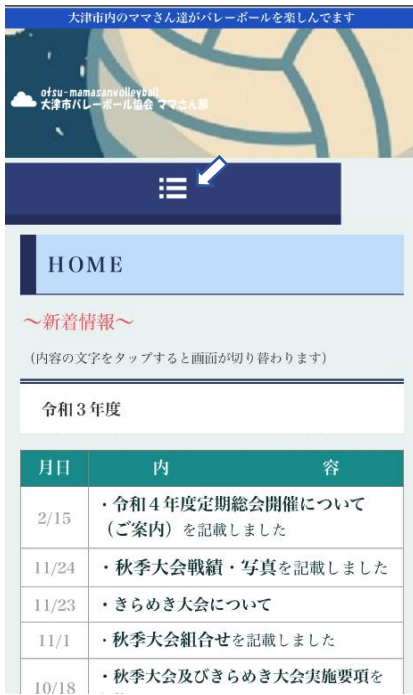 大津市内のママさん達がバレーボールを楽しんでます
otsu-mamasanvolleyball
大津市バレーボール協会 ママさん部
HOME
～新着情報～
(内容の文字をタップすると画面が切り替わります)
令和３年度
月日 内 容
2/15 ・令和４年度定期総会開催について
（ご案内）を記載しました
11/24 ・秋季大会戦績・写真を記載しました
11/23 ・きらめき大会について
11/1 ・秋季大会組合せを記載しました
10/18 ・秋季大会及びきらめき大会実施要項を